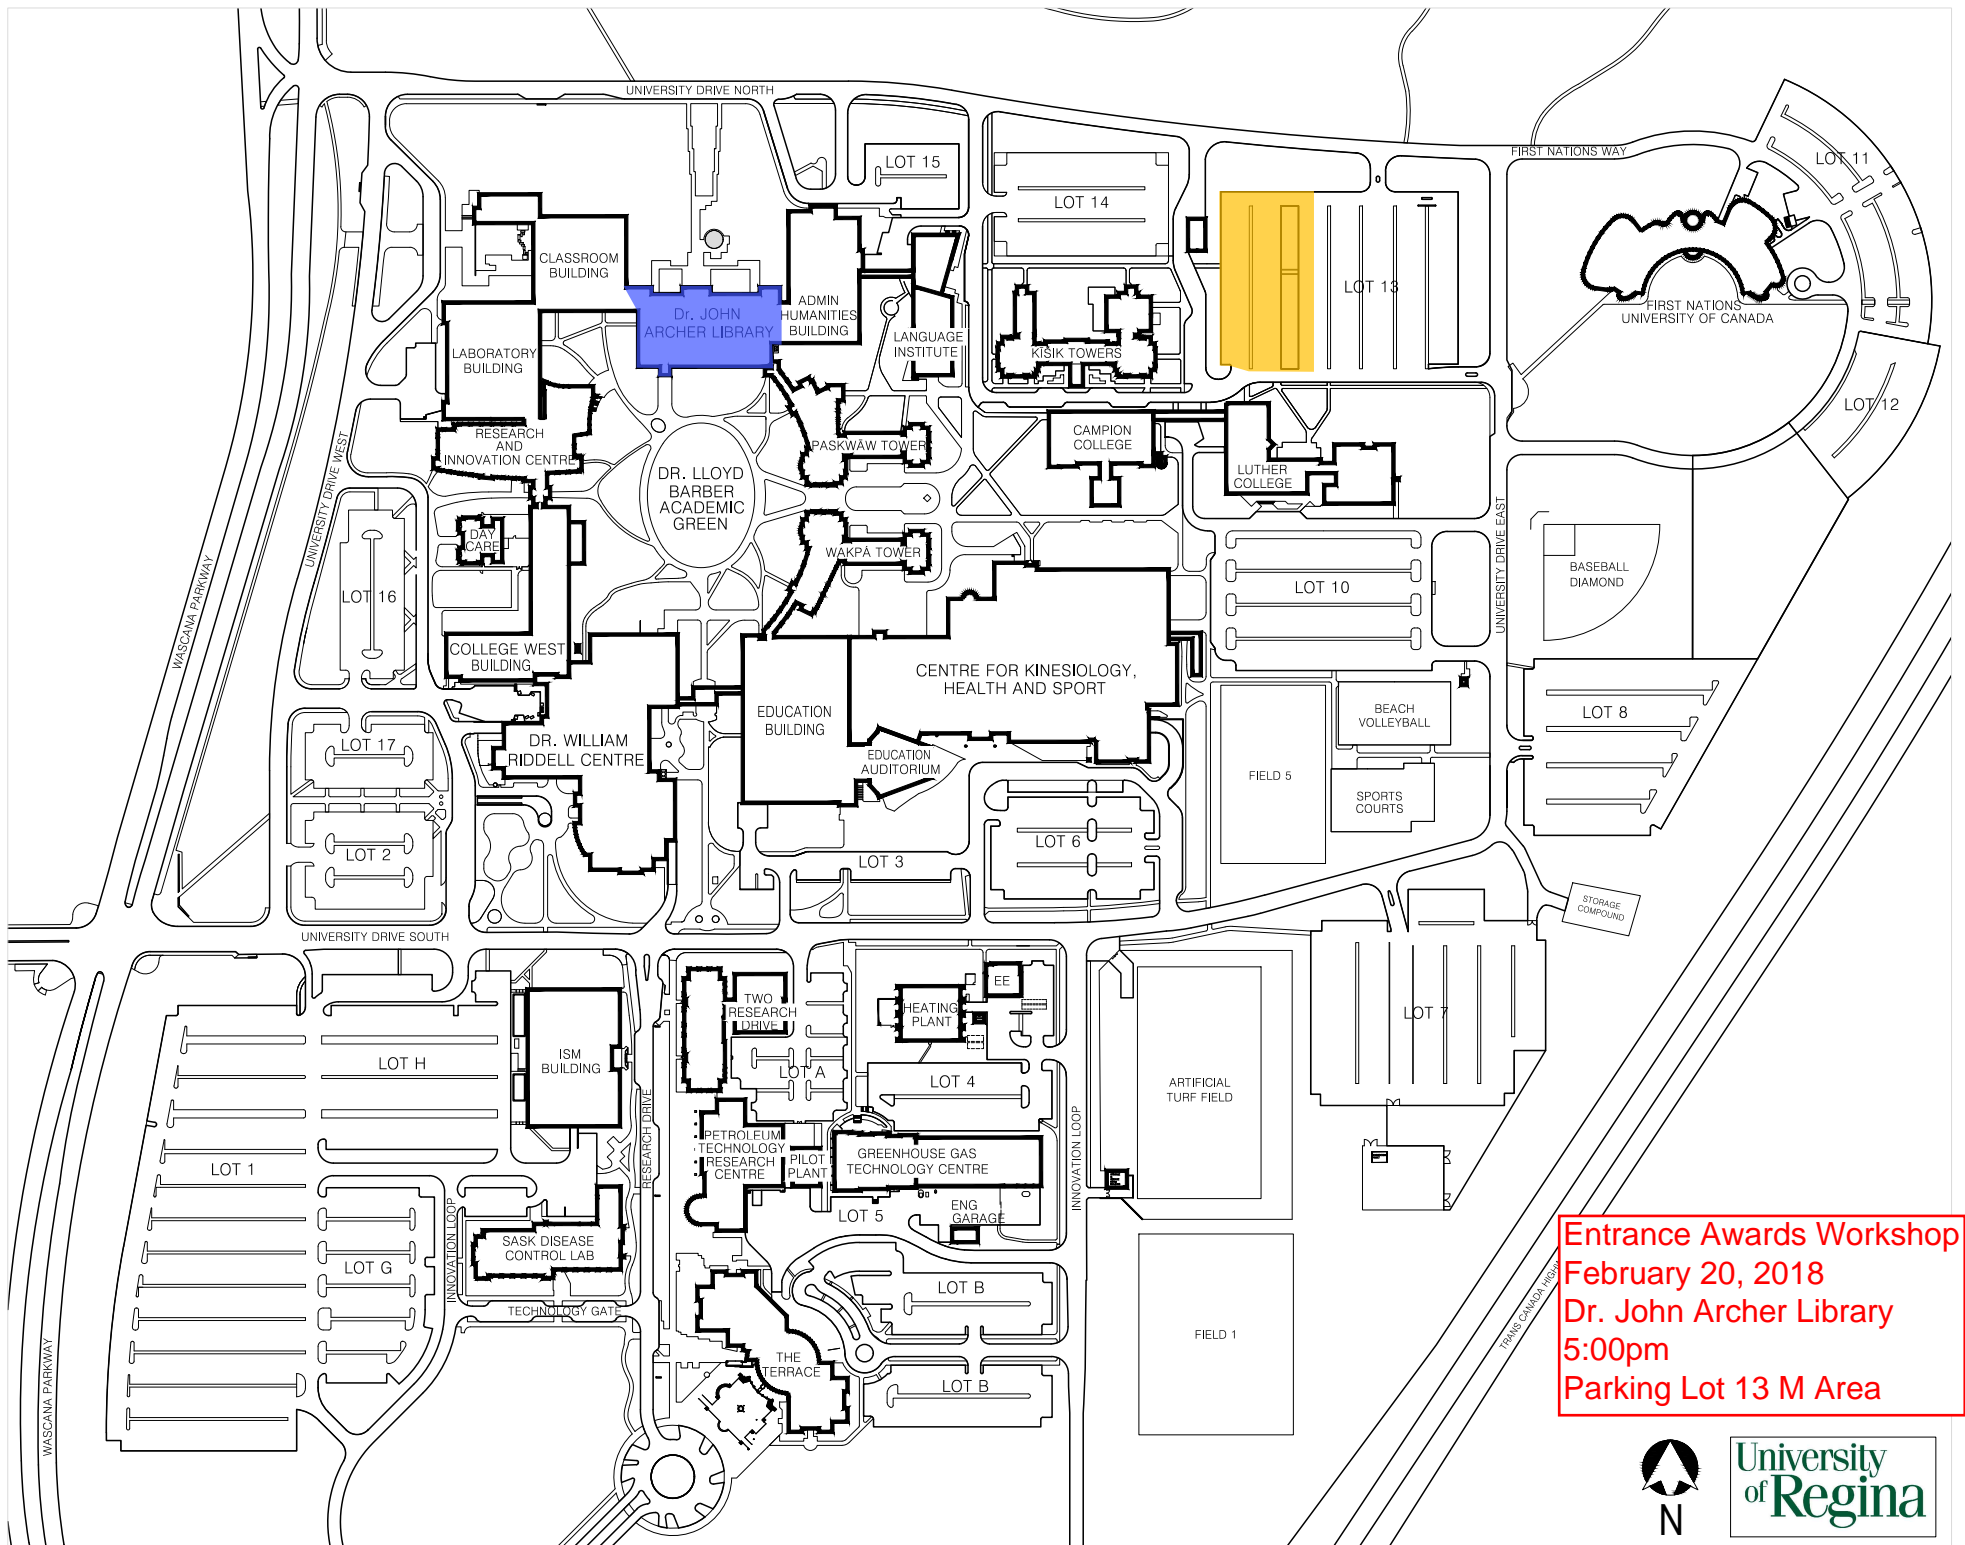 UNIVERSITY DRIVE NORTH
FIRST NATIONS WAY
LOT 11
LOT 15
LOT 14
CLASSROOM
BUILDING
LOT 13
FIRST NATIONS
UNIVERSITY OF CANADA
Dr. JOHN
ARCHER LIBRARY
ADMIN
HUMANITIES
BUILDING
LANGUAGE
INSTITUTE
KISIK TOWERS
LABORATORY
BUILDING
LOT 12
RESEARCH
AND
INNOVATION CENTRE
PASKWĀW TOWER
CAMPION
COLLEGE
LUTHER
COLLEGE
DR. LLOYD
BARBER
ACADEMIC
GREEN
UNIVERSITY DRIVE WEST
UNIVERSITY DRIVE EAST
DAY
CARE
WAKPĀ TOWER
BASEBALL
DIAMOND
LOT 16
LOT 10
WASCANA PARKWAY
COLLEGE WEST
BUILDING
CENTRE FOR KINESIOLOGY,
HEALTH AND SPORT
EDUCATION
BUILDING
BEACH
VOLLEYBALL
LOT 8
LOT 17
DR. WILLIAM
RIDDELL CENTRE
EDUCATION
AUDITORIUM
FIELD 5
SPORTS
COURTS
LOT 2
LOT 3
LOT 6
STORAGE
COMPOUND
UNIVERSITY DRIVE SOUTH
TWO
RESEARCH
DRIVE
EE
HEATING
PLANT
LOT 7
LOT H
ISM
BUILDING
LOT A
LOT 4
ARTIFICIAL
TURF FIELD
RESEARCH DRIVE
INNOVATION LOOP
PETROLEUM
TECHNOLOGY
RESEARCH
CENTRE
PILOT
PLANT
GREENHOUSE GAS
TECHNOLOGY CENTRE
LOT 1
LOT 5
ENG
GARAGE
INNOVATION LOOP
SASK DISEASE
CONTROL LAB
LOT G
LOT B
TECHNOLOGY GATE
FIELD 1
THE
TERRACE
LOT B
WASCANA PARKWAY
TRANS CANADA HIGH
Entrance Awards Workshop
February 20, 2018
Dr. John Archer Library
5:00pm
Parking Lot 13 M Area
N
University
of Regina